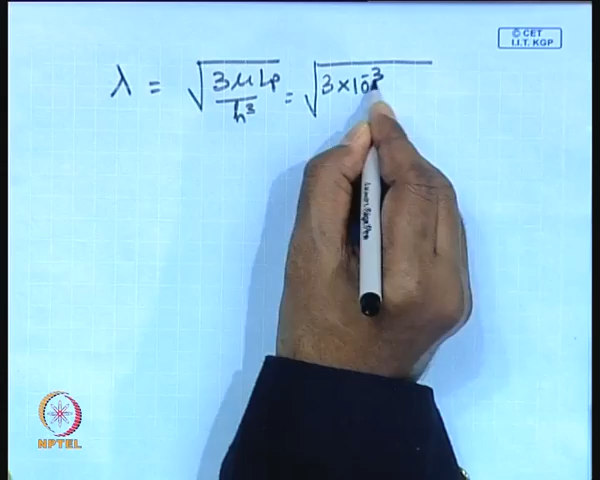 © CET
I.I.T. KGP
λ = √(3μLp/h³) = √(3×10⁻³
NPTEL